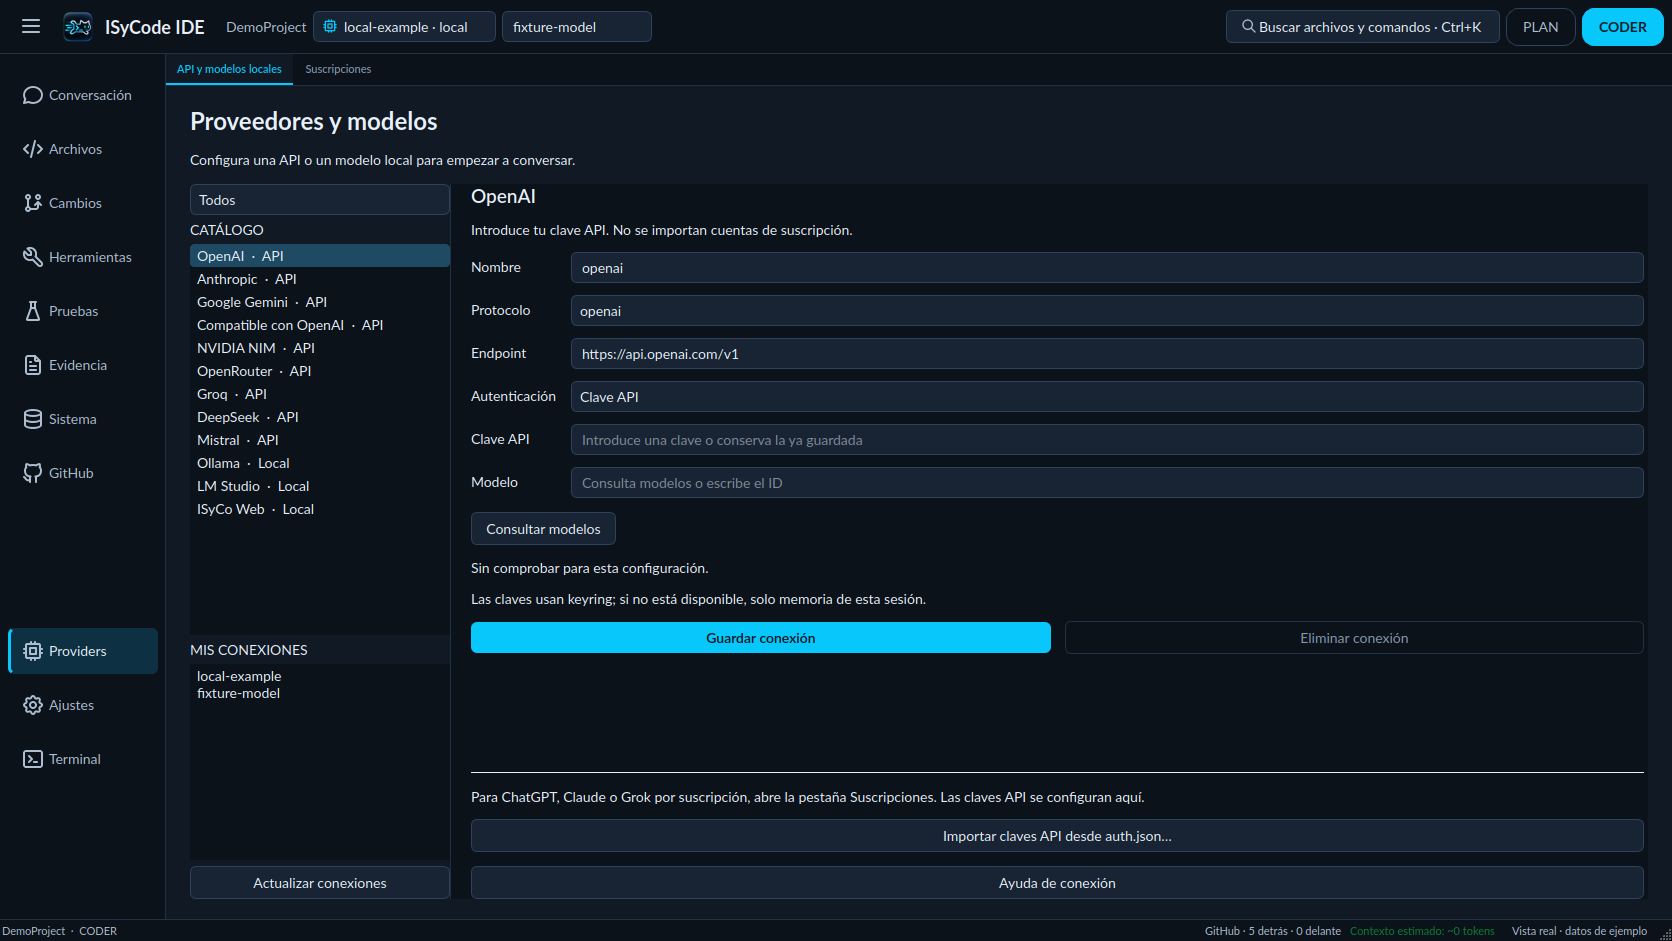 ISyCode IDE
DemoProject
local-example · local
fixture-model
Buscar archivos y comandos · Ctrl+K
PLAN
CODER
Conversación
Archivos
Cambios
Herramientas
Pruebas
Evidencia
Sistema
GitHub
Providers
Ajustes
Terminal
API y modelos locales
Suscripciones
Proveedores y modelos
Configura una API o un modelo local para empezar a conversar.
Todos
CATÁLOGO
OpenAI · API
Anthropic · API
Google Gemini · API
Compatible con OpenAI · API
NVIDIA NIM · API
OpenRouter · API
Groq · API
DeepSeek · API
Mistral · API
Ollama · Local
LM Studio · Local
ISyCo Web · Local
MIS CONEXIONES
local-example
fixture-model
Actualizar conexiones
OpenAI
Introduce tu clave API. No se importan cuentas de suscripción.
Nombre
openai
Protocolo
openai
Endpoint
https://api.openai.com/v1
Autenticación
Clave API
Clave API
Introduce una clave o conserva la ya guardada
Modelo
Consulta modelos o escribe el ID
Consultar modelos
Sin comprobar para esta configuración.
Las claves usan keyring; si no está disponible, solo memoria de esta sesión.
Guardar conexión
Eliminar conexión
Para ChatGPT, Claude o Grok por suscripción, abre la pestaña Suscripciones. Las claves API se configuran aquí.
Importar claves API desde auth.json...
Ayuda de conexión
DemoProject · CODER
GitHub · 5 detrás · 0 delante
Contexto estimado: ~0 tokens
Vista real · datos de ejemplo